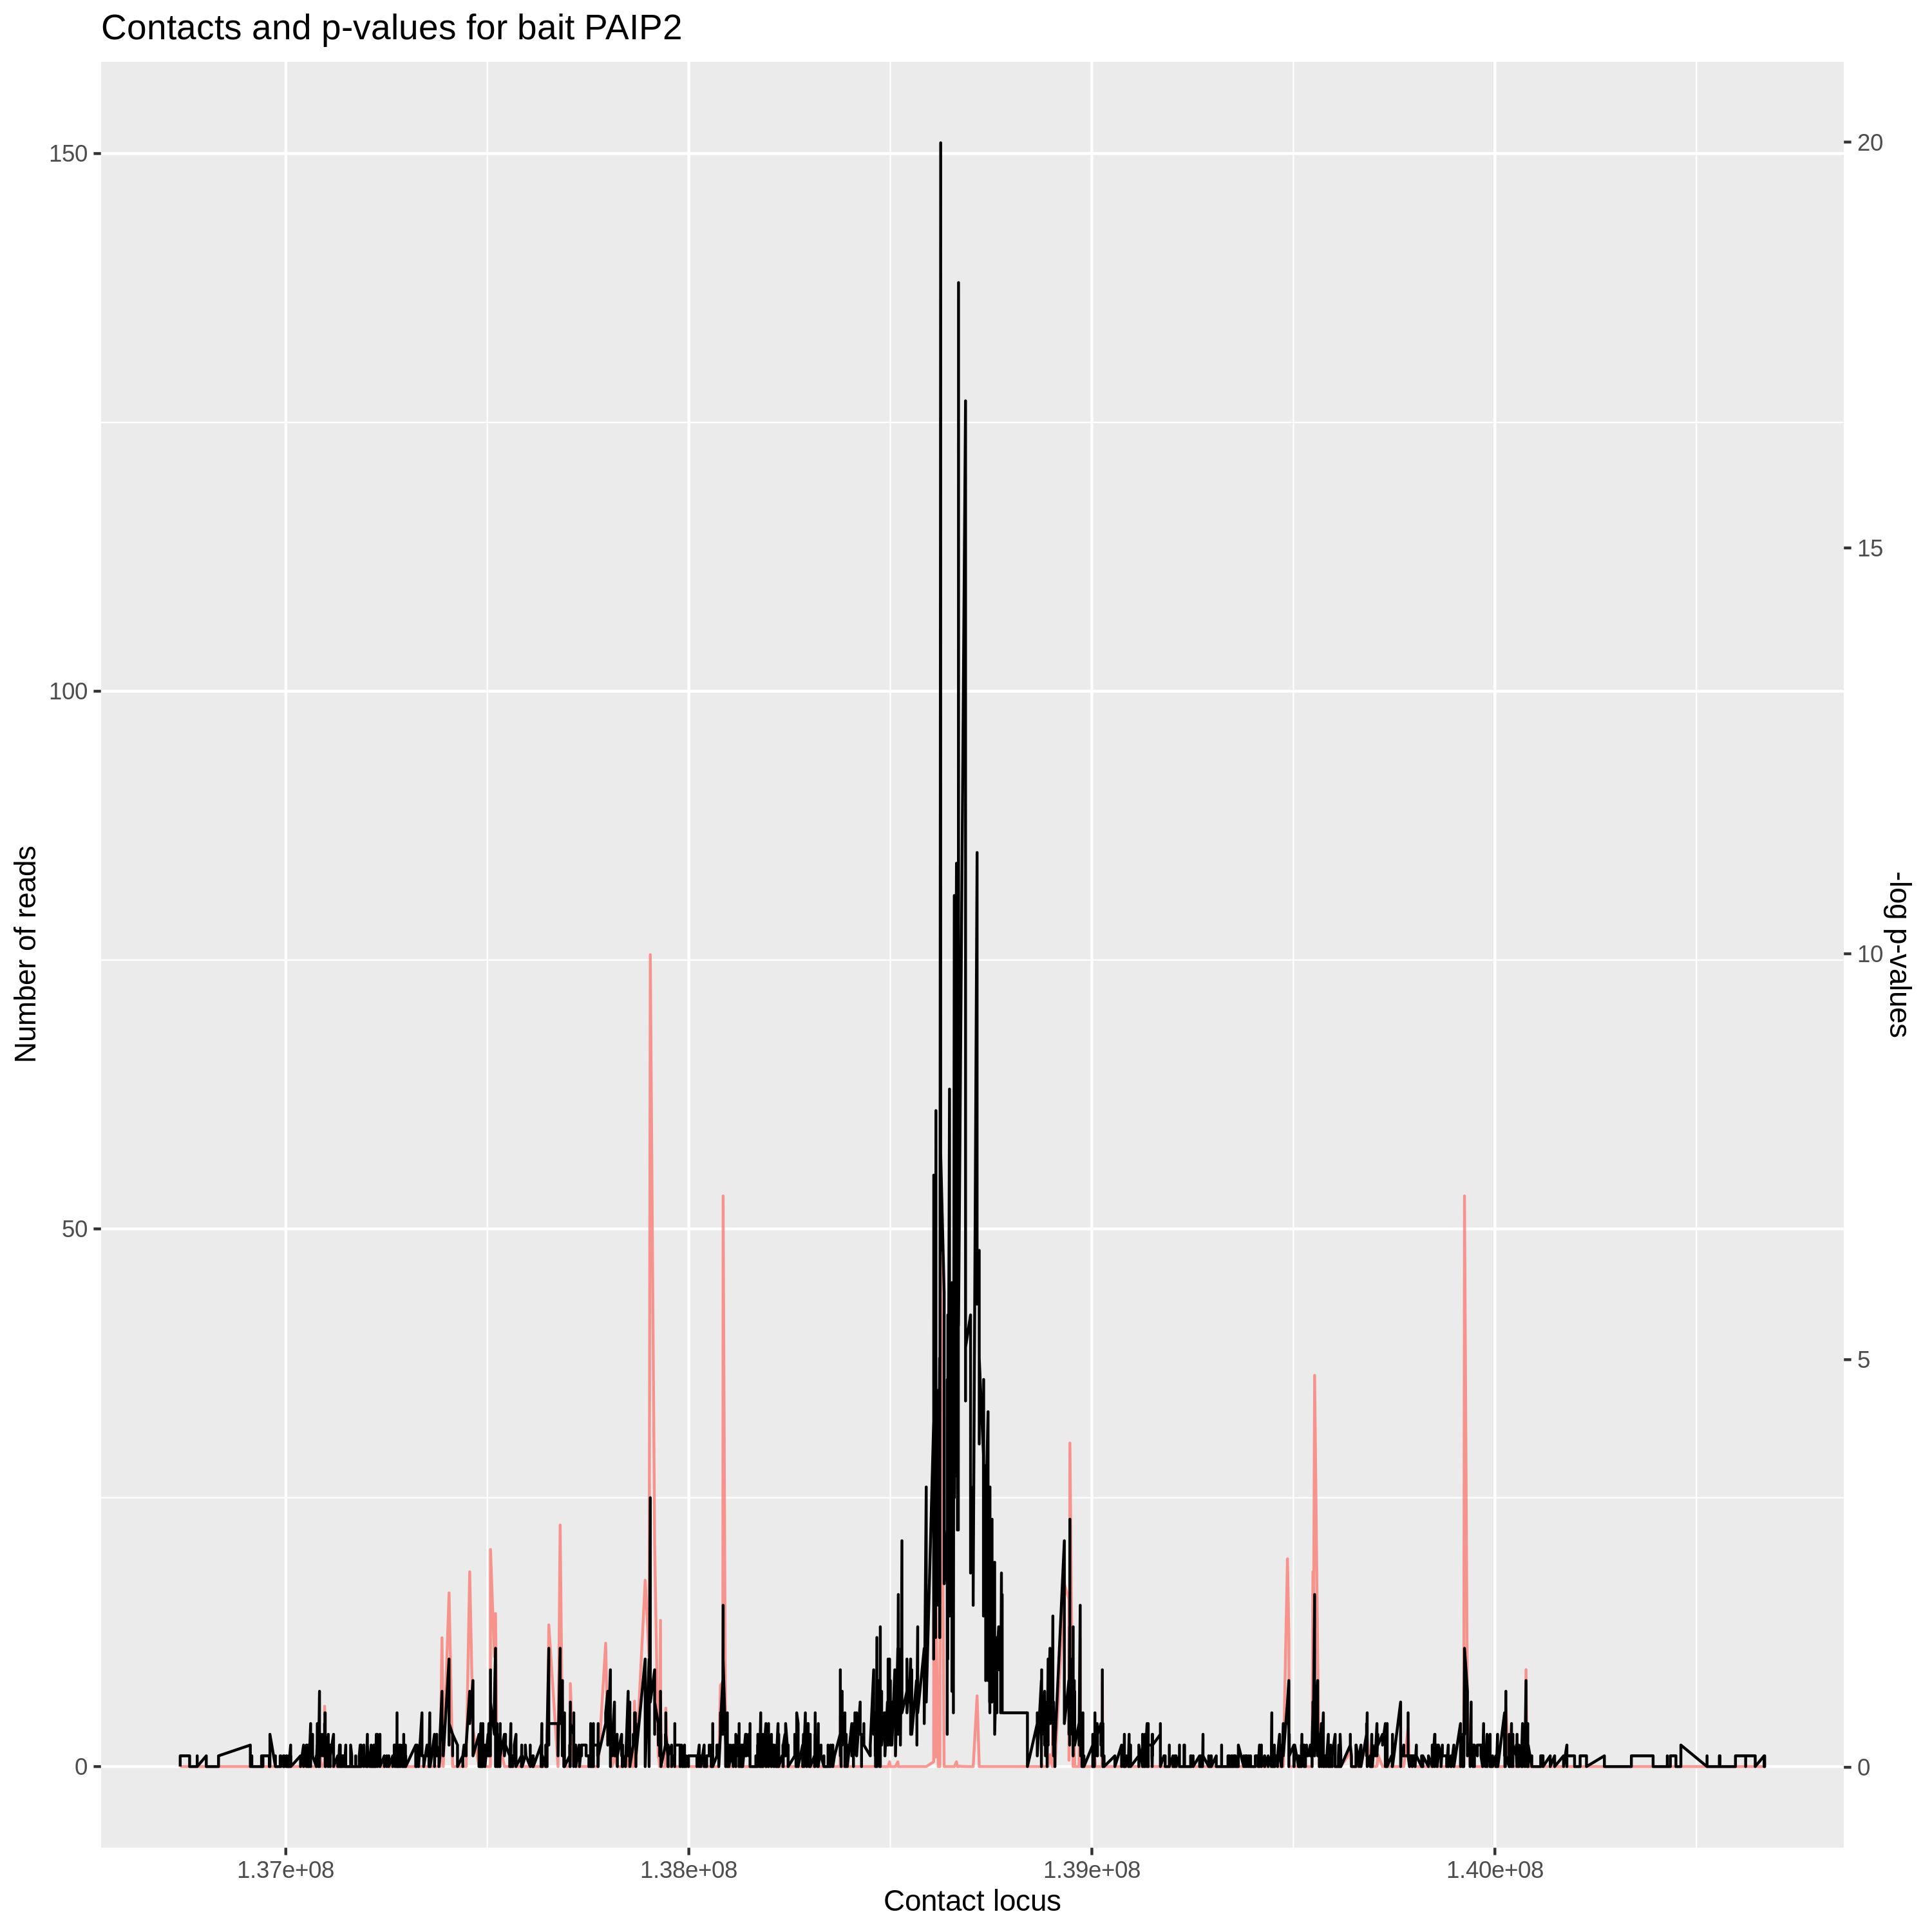 Contacts and p-values for bait PAIP2
150
100
50
0
Number of reads
20
15
10
5
0
-log p-values
1.37e+08
1.38e+08
1.39e+08
1.40e+08
Contact locus